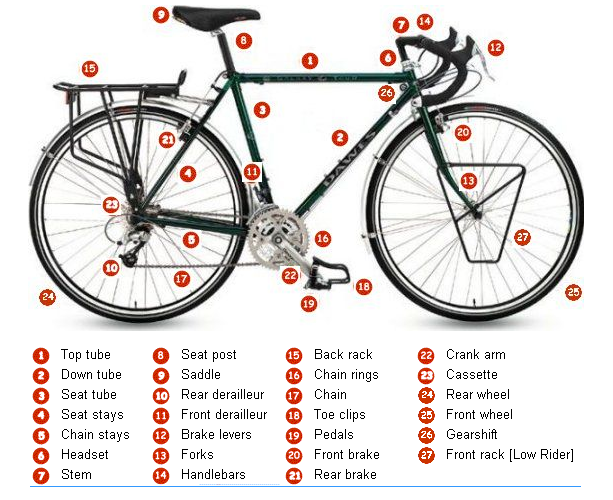 9
8
7
14
12
6
1
15
26
3
2
20
21
DAWES
4
11
13
23
5
16
27
10
17
22
18
24
19
25
1 Top tube
2 Down tube
3 Seat tube
4 Seat stays
5 Chain stays
6 Headset
7 Stem
8 Seat post
9 Saddle
10 Rear derailleur
11 Front derailleur
12 Brake levers
13 Forks
14 Handlebars
15 Back rack
16 Chain rings
17 Chain
18 Toe clips
19 Pedals
20 Front brake
21 Rear brake
22 Crank arm
23 Cassette
24 Rear wheel
25 Front wheel
26 Gearshift
27 Front rack [Low Rider]